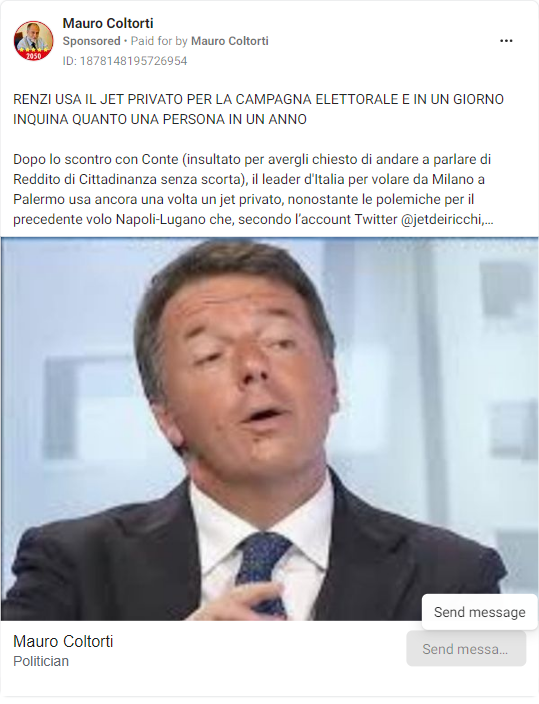 Mauro Coltorti
Sponsored • Paid for by Mauro Coltorti
ID: 1878148195726954
2050
RENZI USA IL JET PRIVATO PER LA CAMPAGNA ELETTORALE E IN UN GIORNO
INQUINA QUANTO UNA PERSONA IN UN ANNO
Dopo lo scontro con Conte (insultato per avergli chiesto di andare a parlare di
Reddito di Cittadinanza senza scorta), il leader d'Italia per volare da Milano a
Palermo usa ancora una volta un jet privato, nonostante le polemiche per il
precedente volo Napoli-Lugano che, secondo l’account Twitter @jetdeiricchi,...
Send message
Mauro Coltorti
Politician
Send messa...